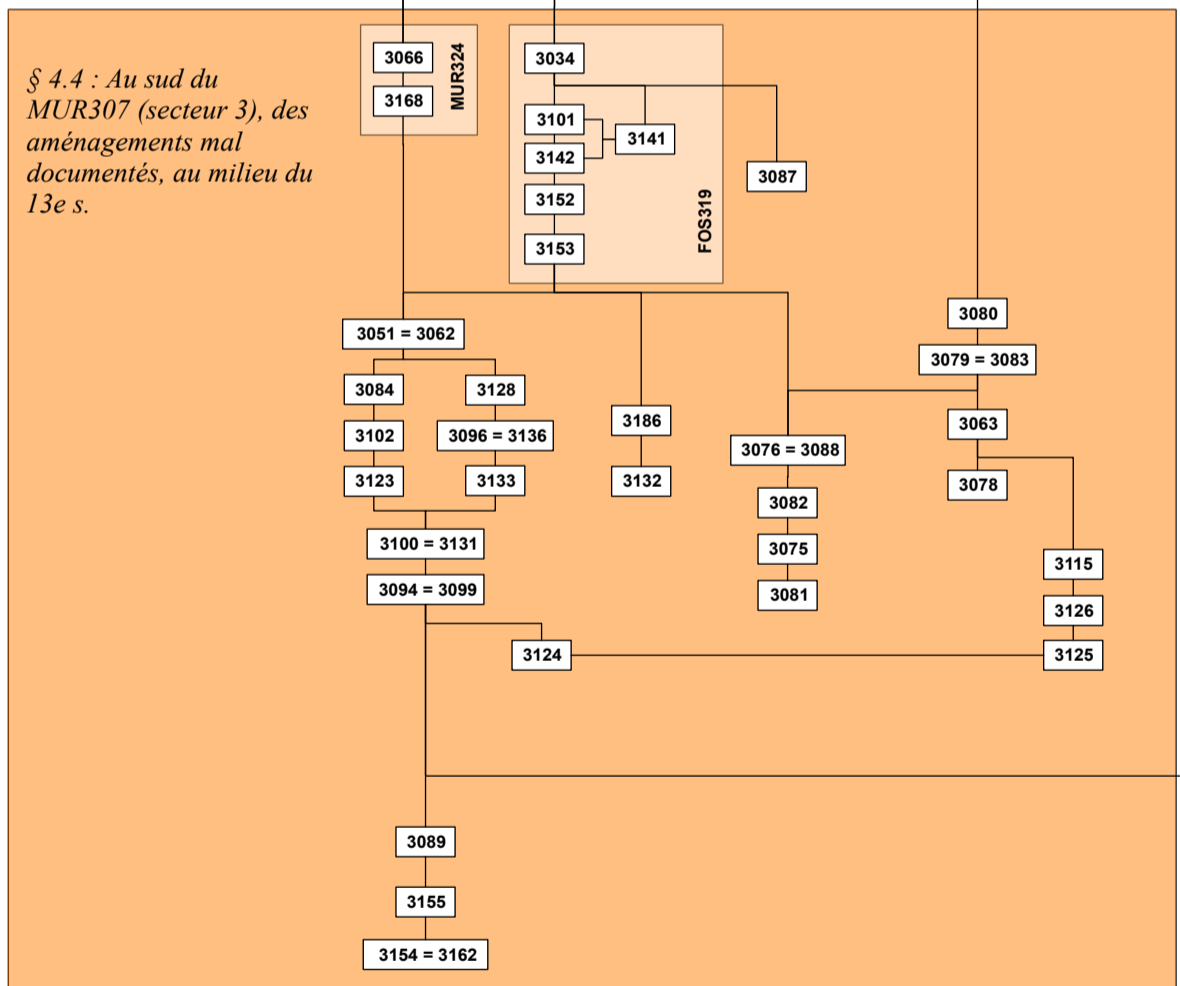 § 4.4 : Au sud du
MUR307 (secteur 3), des
aménagements mal
documentés, au milieu du
13e s.
3066
3168
MUR324
3034
3101
3142
3141
3152
3153
3087
FOS319
3051 = 3062
3084
3128
3102
3096 = 3136
3123
3133
3100 = 3131
3094 = 3099
3124
3186
3132
3076 = 3088
3082
3075
3081
3080
3079 = 3083
3063
3078
3115
3126
3125
3089
3155
3154 = 3162